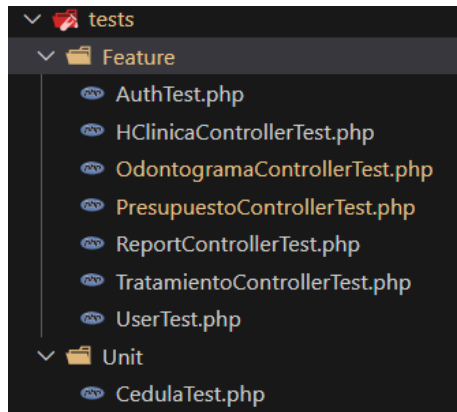 tests
Feature
AuthTest.php
HClinicaControllerTest.php
OdontogramaControllerTest.php
PresupuestoControllerTest.php
ReportControllerTest.php
TratamientoControllerTest.php
UserTest.php
Unit
CedulaTest.php